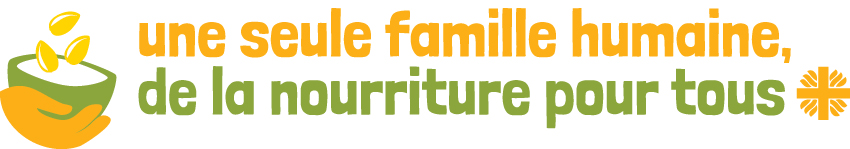 une seule famille humaine,
de la nourriture pour tous